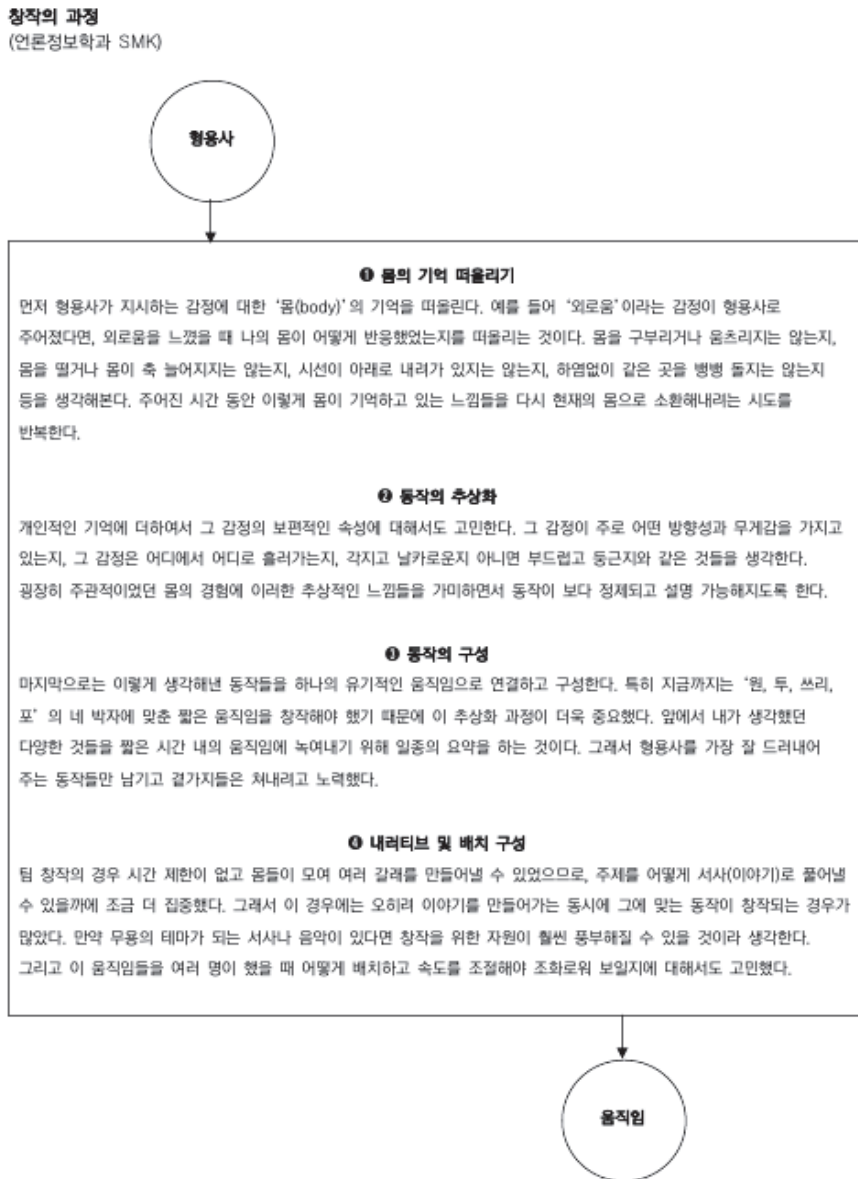 창작의 과정
(언론정보학과 SMK)
형용사
❶ 몸의 기억 떠올리기
먼저 형용사가 지시하는 감정에 대한 ‘몸(body)’의 기억을 떠올린다. 예를 들어 ‘외로움’이라는 감정이 형용사로
주어졌다면, 외로움을 느꼈을 때 나의 몸이 어떻게 반응했었는지를 떠올리는 것이다. 몸을 구부리거나 움츠리지는 않는지,
몸을 떨거나 몸이 축 늘어지지는 않는지, 시선이 아래로 내려가 있지는 않는지, 하염없이 같은 곳을 뱅뱅 돌지는 않는지
등을 생각해본다. 주어진 시간 동안 이렇게 몸이 기억하고 있는 느낌들을 다시 현재의 몸으로 소환해내려는 시도를
반복한다.
❷ 동작의 추상화
개인적인 기억에 더하여서 그 감정의 보편적인 속성에 대해서도 고민한다. 그 감정이 주로 어떤 방향성과 무게감을 가지고
있는지, 그 감정은 어디에서 어디로 흘러가는지, 각지고 날카로운지 아니면 부드럽고 둥근지와 같은 것들을 생각한다.
굉장히 주관적이었던 몸의 경험에 이러한 추상적인 느낌들을 가미하면서 동작이 보다 정제되고 설명 가능해지도록 한다.
❸ 동작의 구성
마지막으로는 이렇게 생각해낸 동작들을 하나의 유기적인 움직임으로 연결하고 구성한다. 특히 지금까지는 ‘원, 투, 쓰리,
포’의 네 박자에 맞춘 짧은 움직임을 창작해야 했기 때문에 이 추상화 과정이 더욱 중요했다. 앞에서 내가 생각했던
다양한 것들을 짧은 시간 내의 움직임에 녹여내기 위해 일종의 요약을 하는 것이다. 그래서 형용사를 가장 잘 드러내어
주는 동작들만 남기고 곁가지들은 쳐내려고 노력했다.
❹ 내러티브 및 배치 구성
팀 창작의 경우 시간 제한이 없고 몸들이 모여 여러 갈래를 만들어낼 수 있었으므로, 주제를 어떻게 서사(이야기)로 풀어낼
수 있을까에 조금 더 집중했다. 그래서 이 경우에는 오히려 이야기를 만들어가는 동시에 그에 맞는 동작이 창작되는 경우가
많았다. 만약 무용의 테마가 되는 서사나 음악이 있다면 창작을 위한 자원이 훨씬 풍부해질 수 있을 것이라 생각한다.
그리고 이 움직임들을 여러 명이 했을 때 어떻게 배치하고 속도를 조절해야 조화로워 보일지에 대해서도 고민했다.
움직임